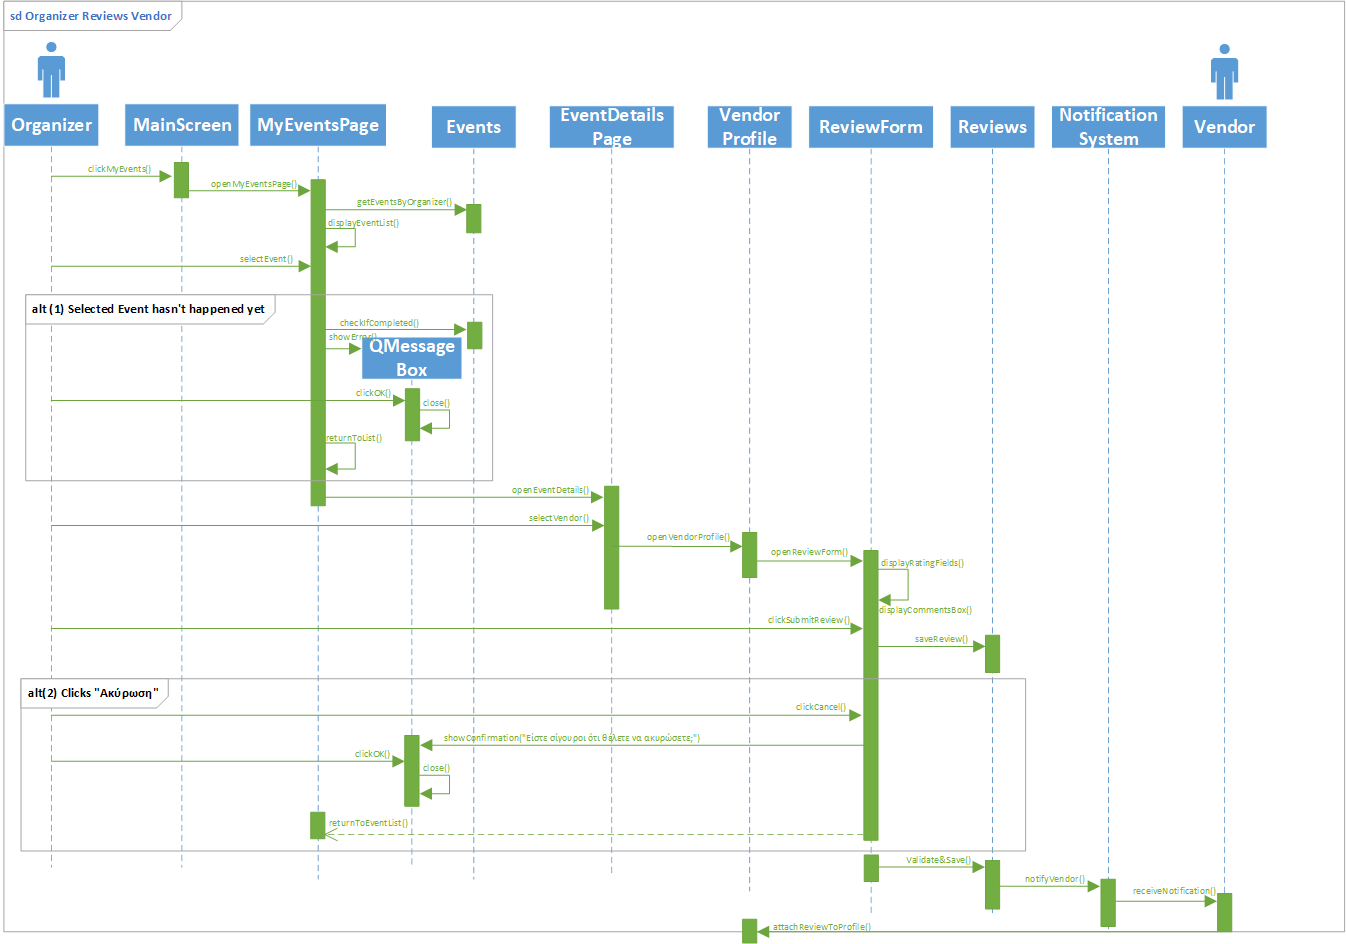 sd Organizer Reviews Vendor
Organizer
MainScreen
MyEventsPage
Events
EventDetails
Page
Vendor
Profile
ReviewForm
Reviews
Notification
System
Vendor
clickMyEvents()
openMyEventsPage()
getEventsByOrganizer()
displayEventList()
selectEvent()
alt (1) Selected Event hasn't happened yet
checkIfCompleted()
showError()
QMessage
Box
clickOK()
close()
returnToList()
openEventDetails()
selectVendor()
openVendorProfile()
openReviewForm()
displayRatingFields()
displayCommentsBox()
clickSubmitReview()
saveReview()
alt(2) Clicks "Ακύρωση"
clickCancel()
showConfirmation("Είστε σίγουροι ότι θέλετε να ακυρώσετε;")
clickOK()
close()
returnToEventList()
Validate&Save()
notifyVendor()
receiveNotification()
attachReviewToProfile()